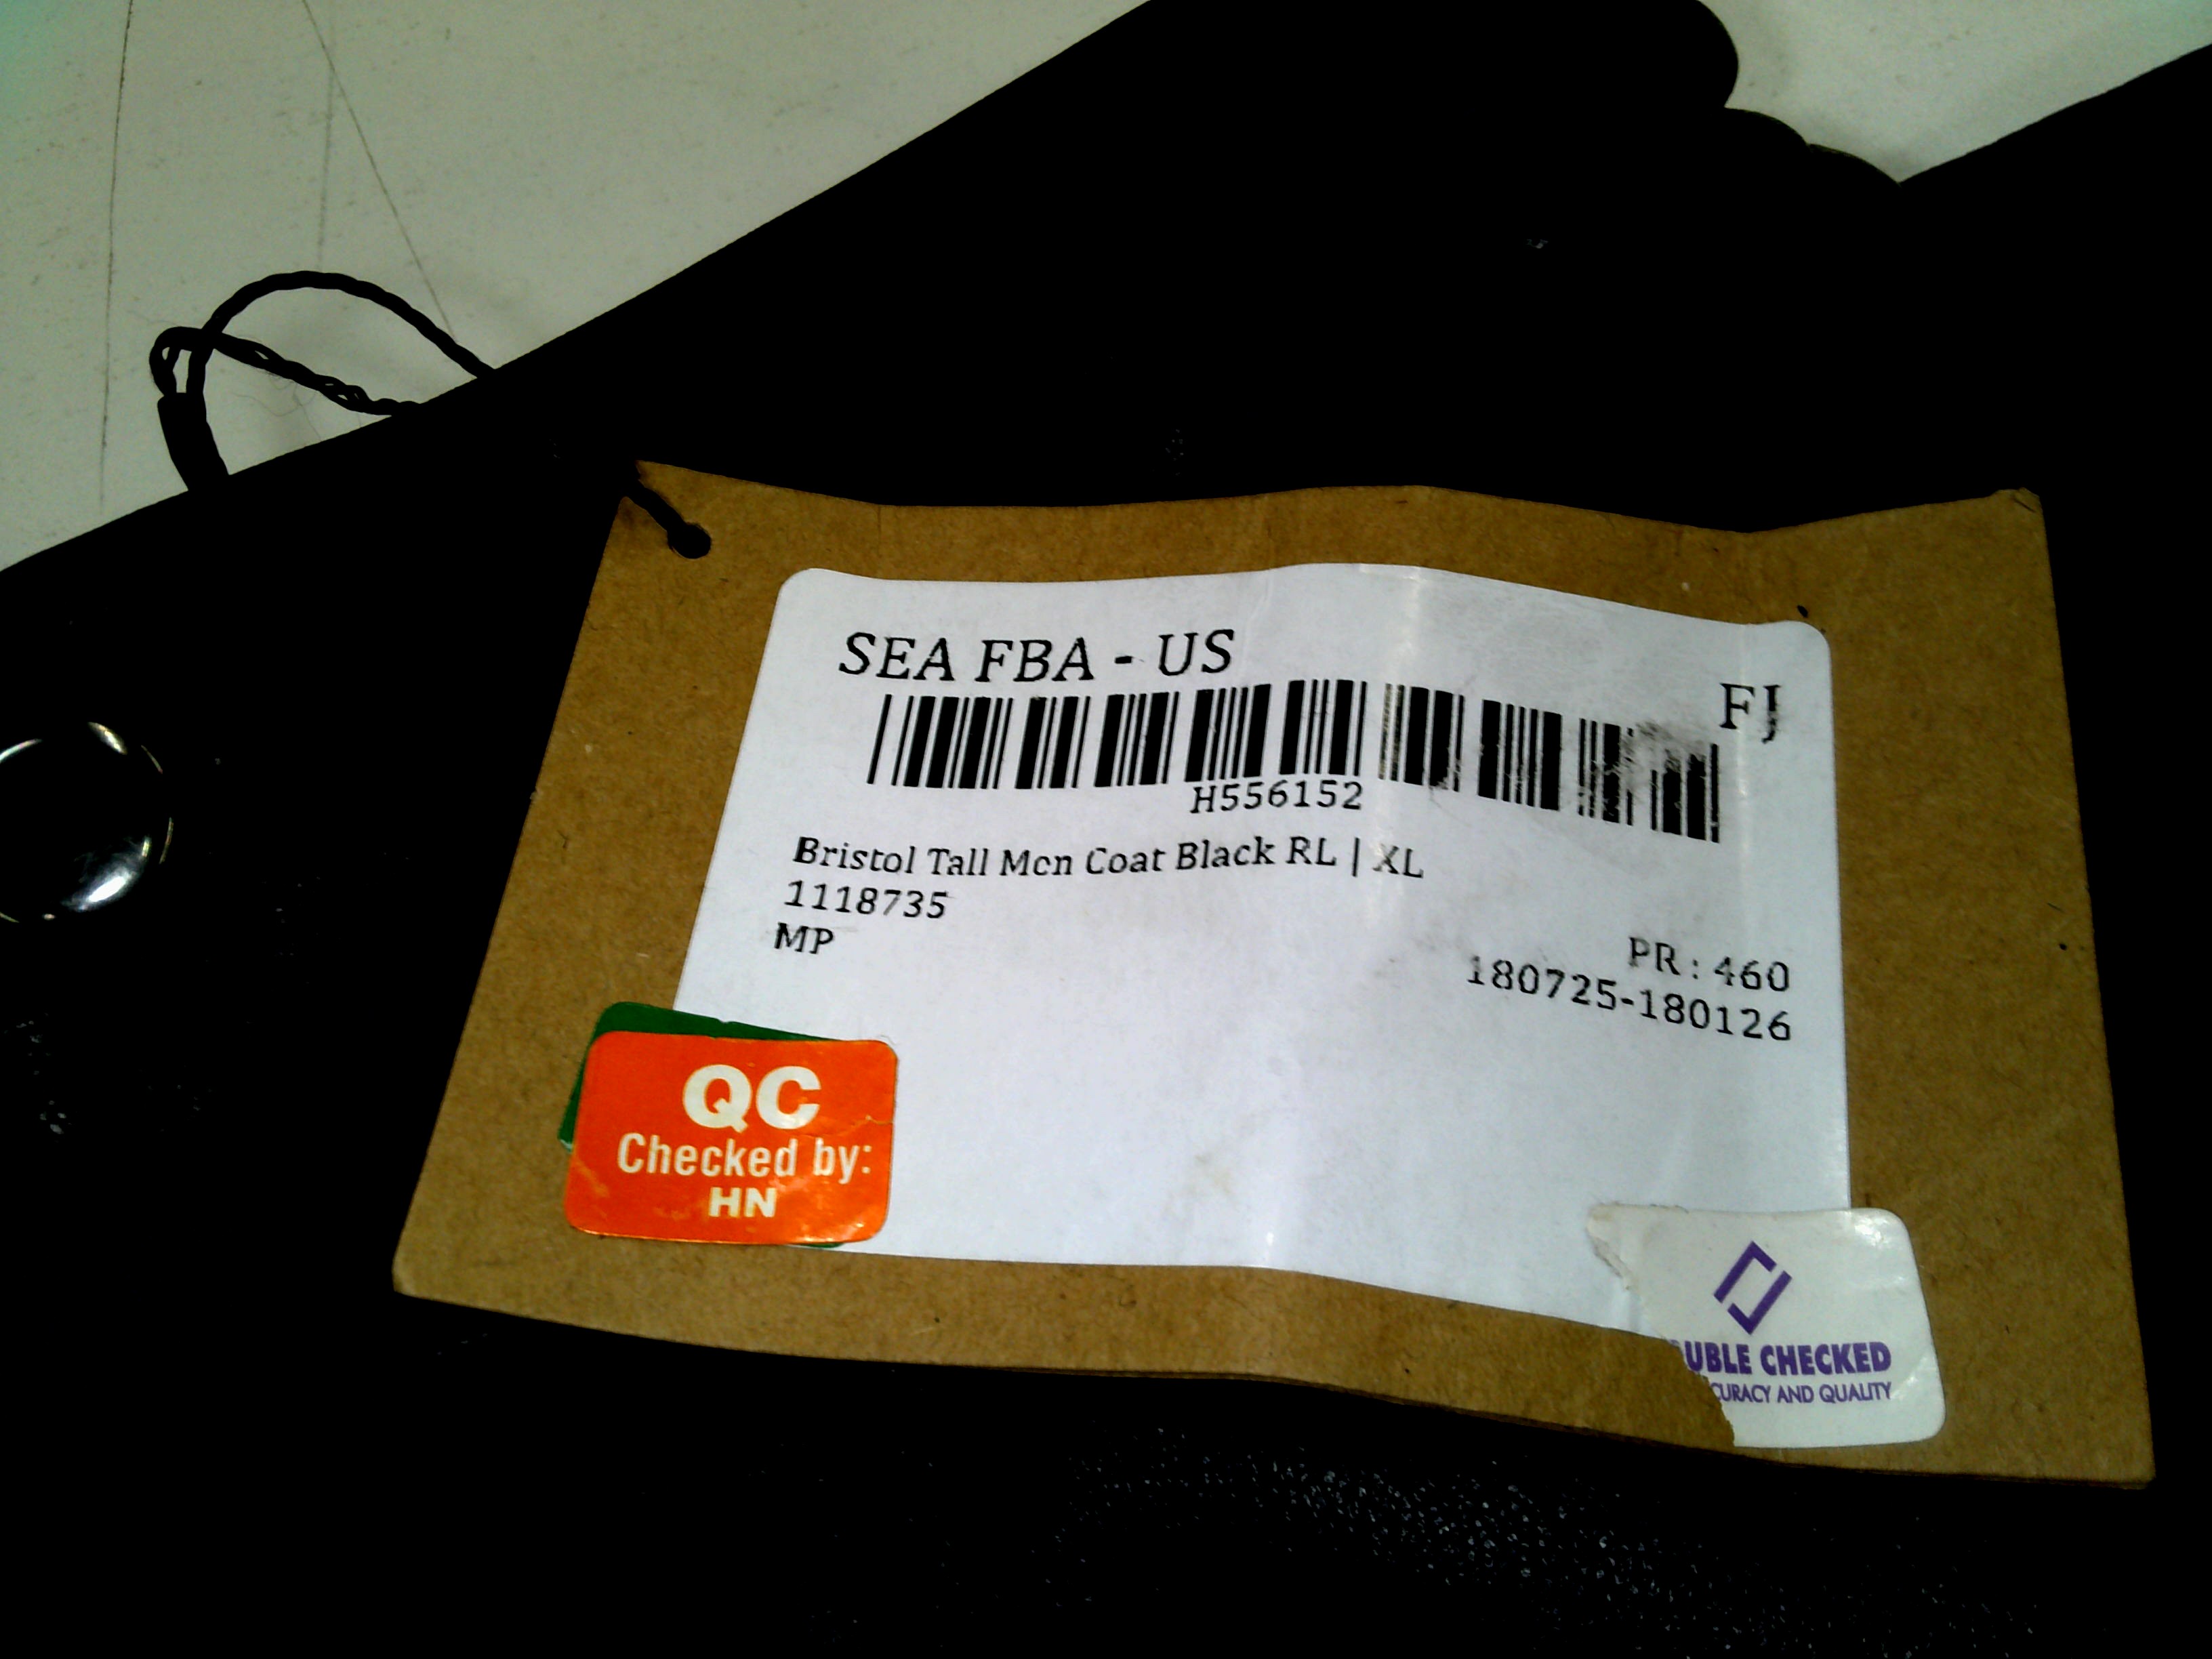 SEA FBA - US
FJ
H556152
Bristol Tall Men Coat Black RL | XL
1118735
MP
PR : 460
180725-180126
QC
Checked by:
HN
UBLE CHECKED
CURACY AND QUALITY